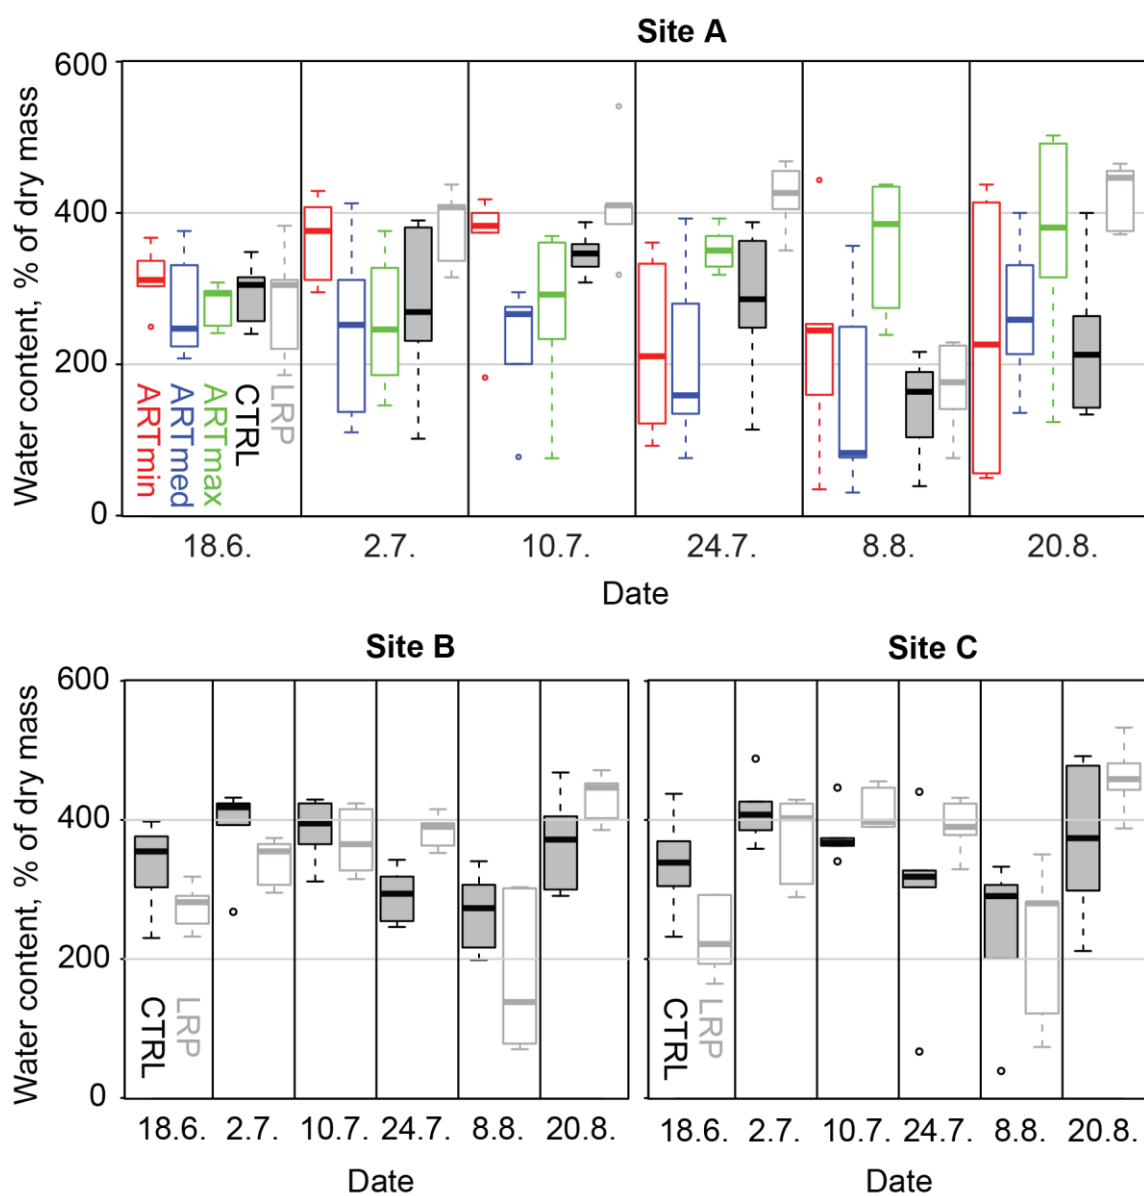 Site A
Water content, % of dry mass
600
400
200
0
ARTmin
ARTmed
ARTmax
CTRL
LRP
18.6.
2.7.
10.7.
24.7.
8.8.
20.8.
Date
Site B
Site C
Water content, % of dry mass
600
400
200
0
CTRL
LRP
CTRL
LRP
18.6.
2.7.
10.7.
24.7.
8.8.
20.8.
18.6.
2.7.
10.7.
24.7.
8.8.
20.8.
Date
Date